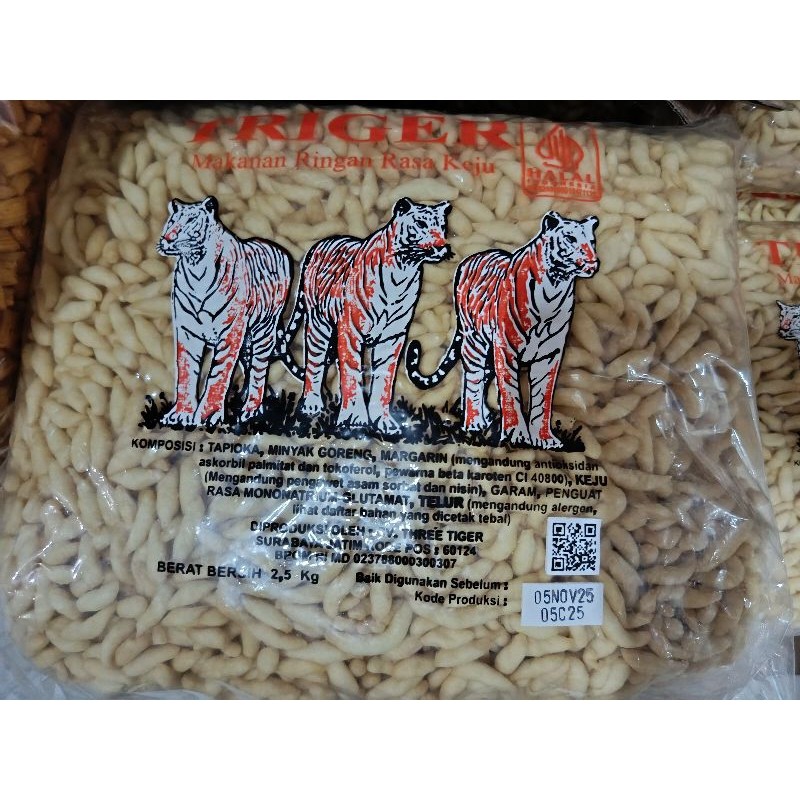 TRIGER
Makanan Ringan Rasa Keju
HALAL
INDONESIA
KOMPOSISI : TAPIOKA, MINYAK GORENG, MARGARIN (mengandung antioksidan
askorbil palmitat dan tokoferol, pewarna beta karoten CI 40800), KEJU
(Mengandung pengawet asam sorbat dan nisin), GARAM, PENGUAT
RASA MONONATRIUM GLUTAMAT, TELUR (mengandung alergen,
lihat daftar bahan yang dicetak tebal)
DIPRODUKSI OLEH : CV. THREE TIGER
SURABAYA JATIM KODE POS : 60124
BPOM RI MD 023788000300307
BERAT BERSIH 2,5 Kg
Baik Digunakan Sebelum :
Kode Produksi :
05NOV25
05C25